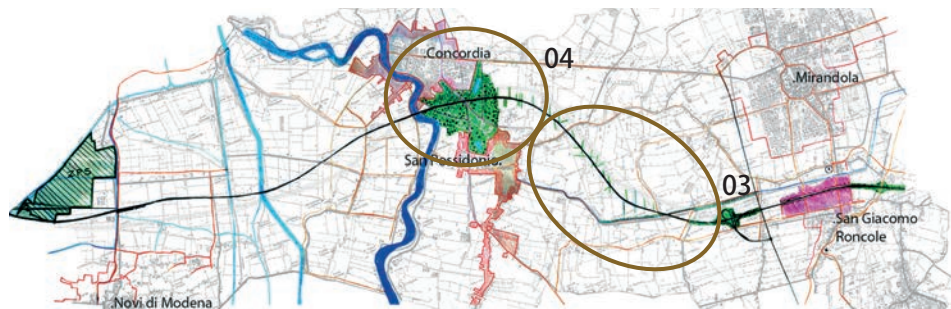 .Concordia
04
.Mirandola
ZPS
San Possidonio.
03
.San Giacomo
Roncole
.Novi di Modena